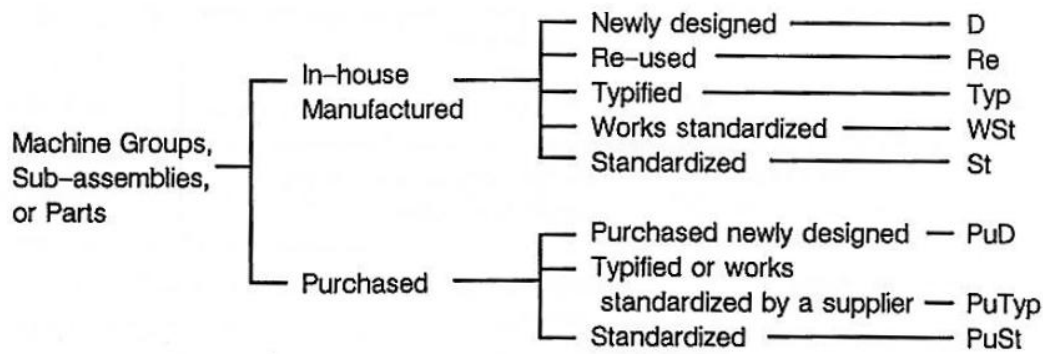 Machine Groups,
Sub-assemblies,
or Parts
In-house
Manufactured
Newly designed D
Re-used Re
Typified Typ
Works standardized WSt
Standardized St
Purchased
Purchased newly designed PuD
Typified or works
standardized by a supplier PuTyp
Standardized PuSt